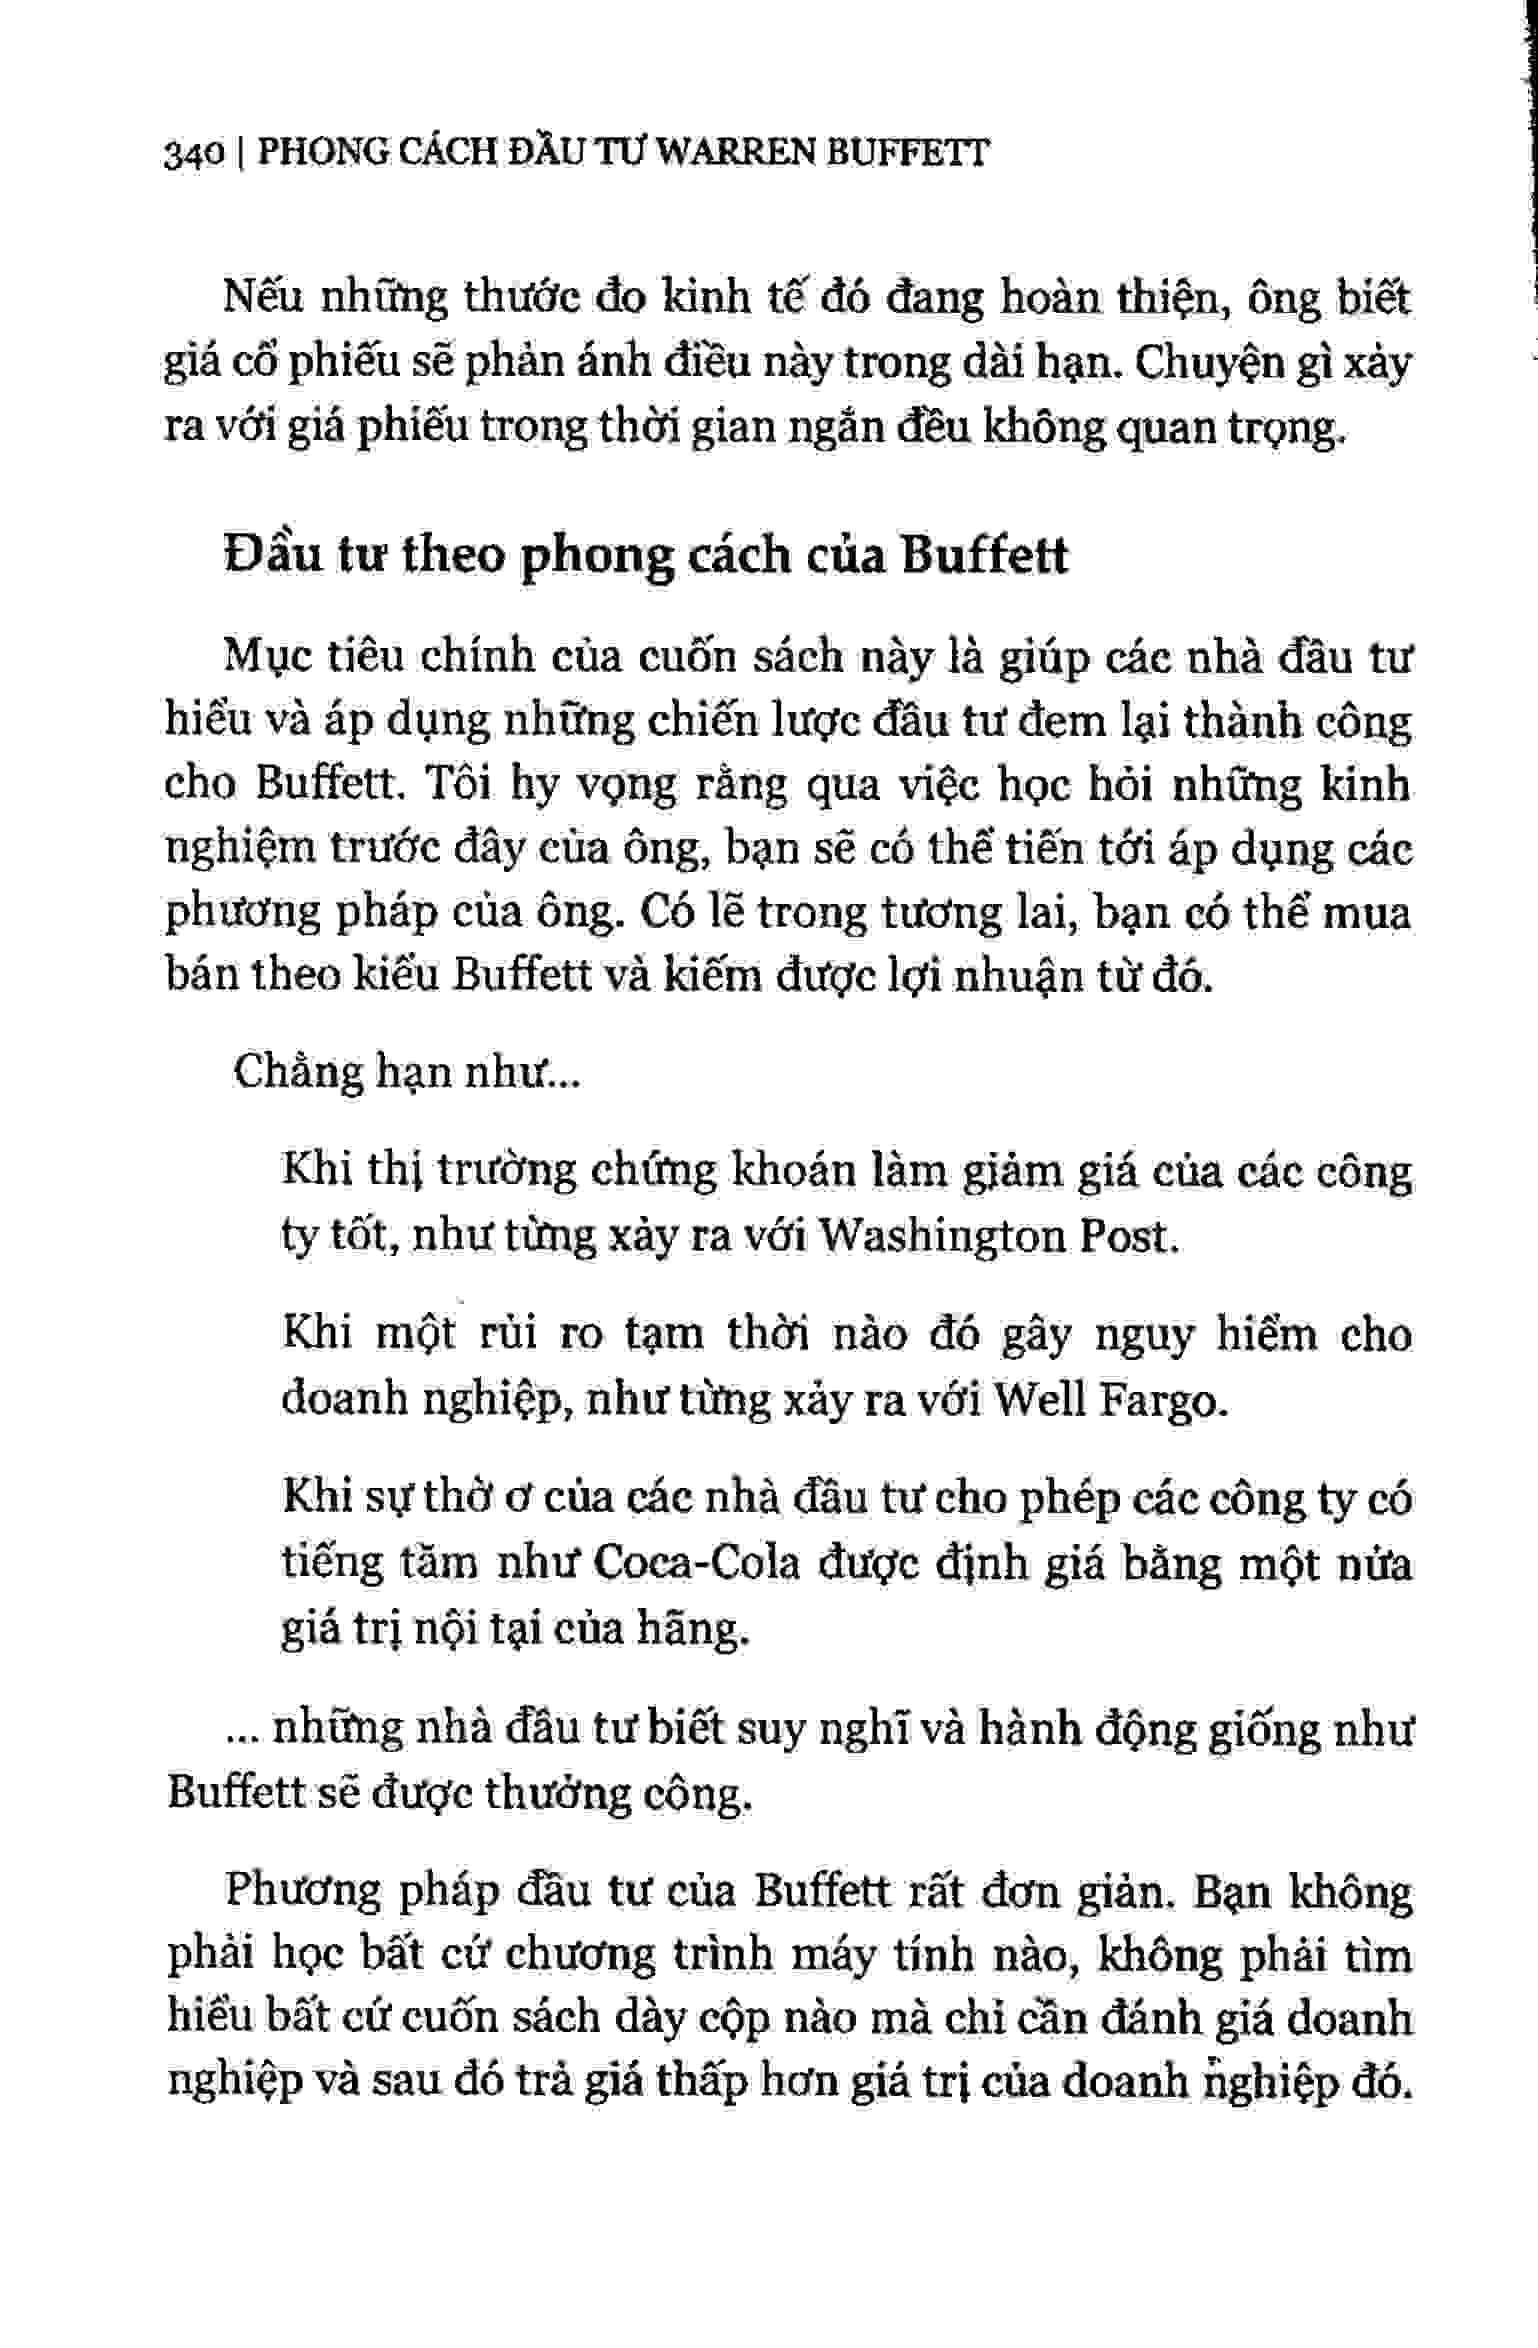 340 | PHONG CÁCH ĐẦU TƯ WARREN BUFFETT
Nếu những thước đo kinh tế đó đang hoàn thiện, ông biết
giá cổ phiếu sẽ phản ánh điều này trong dài hạn. Chuyện gì xảy
ra với giá phiếu trong thời gian ngắn đều không quan trọng.
Đầu tư theo phong cách của Buffett
Mục tiêu chính của cuốn sách này là giúp các nhà đầu tư
hiểu và áp dụng những chiến lược đầu tư đem lại thành công
cho Buffett. Tôi hy vọng rằng qua việc học hỏi những kinh
nghiệm trước đây của ông, bạn sẽ có thể tiến tới áp dụng các
phương pháp của ông. Có lẽ trong tương lai, bạn có thể mua
bán theo kiểu Buffett và kiếm được lợi nhuận từ đó.
Chẳng hạn như...
Khi thị trường chứng khoán làm giảm giá của các công
ty tốt, như từng xảy ra với Washington Post.
Khi một rủi ro tạm thời nào đó gây nguy hiểm cho
doanh nghiệp, như từng xảy ra với Well Fargo.
Khi sự thờ ơ của các nhà đầu tư cho phép các công ty có
tiếng tăm như Coca-Cola được định giá bằng một nửa
giá trị nội tại của hãng.
... những nhà đầu tư biết suy nghĩ và hành động giống như
Buffett sẽ được thưởng công.
Phương pháp đầu tư của Buffett rất đơn giản. Bạn không
phải học bất cứ chương trình máy tính nào, không phải tìm
hiểu bất cứ cuốn sách dày cộp nào mà chỉ cần đánh giá doanh
nghiệp và sau đó trả giá thấp hơn giá trị của doanh nghiệp đó.